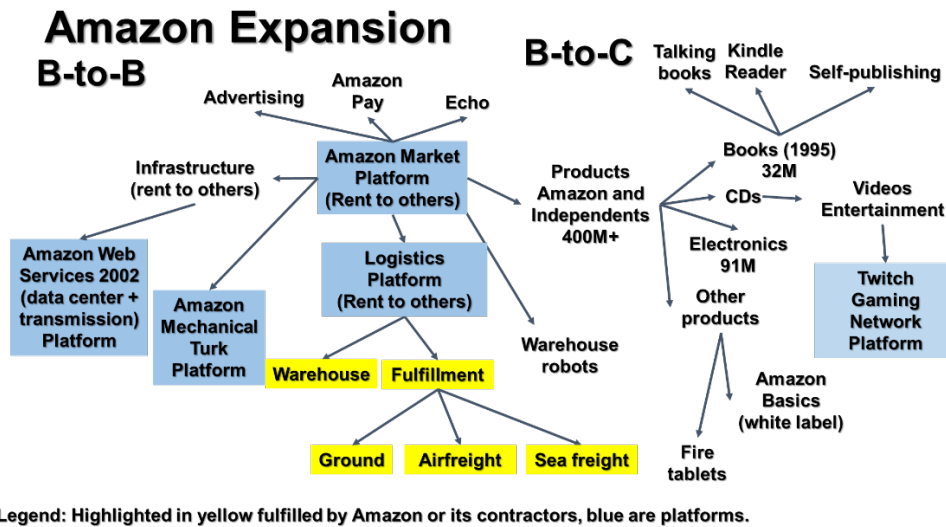 Amazon Expansion
B-to-B
B-to-C
Advertising
Amazon
Pay
Echo
Talking
books
Kindle
Reader
Self-publishing
Infrastructure
(rent to others)
Amazon Market
Platform
(Rent to others)
Products
Amazon and
Independents
400M+
Books (1995)
32M
CDs
Videos
Entertainment
Electronics
91M
Other
products
Amazon Web
Services 2002
(data center +
transmission)
Platform
Amazon
Mechanical
Turk
Platform
Logistics
Platform
(Rent to others)
Twitch
Gaming
Network
Platform
Warehouse
Fulfillment
Warehouse
robots
Amazon
Basics
(white label)
Ground
Airfreight
Sea freight
Fire
tablets
Legend: Highlighted in yellow fulfilled by Amazon or its contractors, blue are platforms.